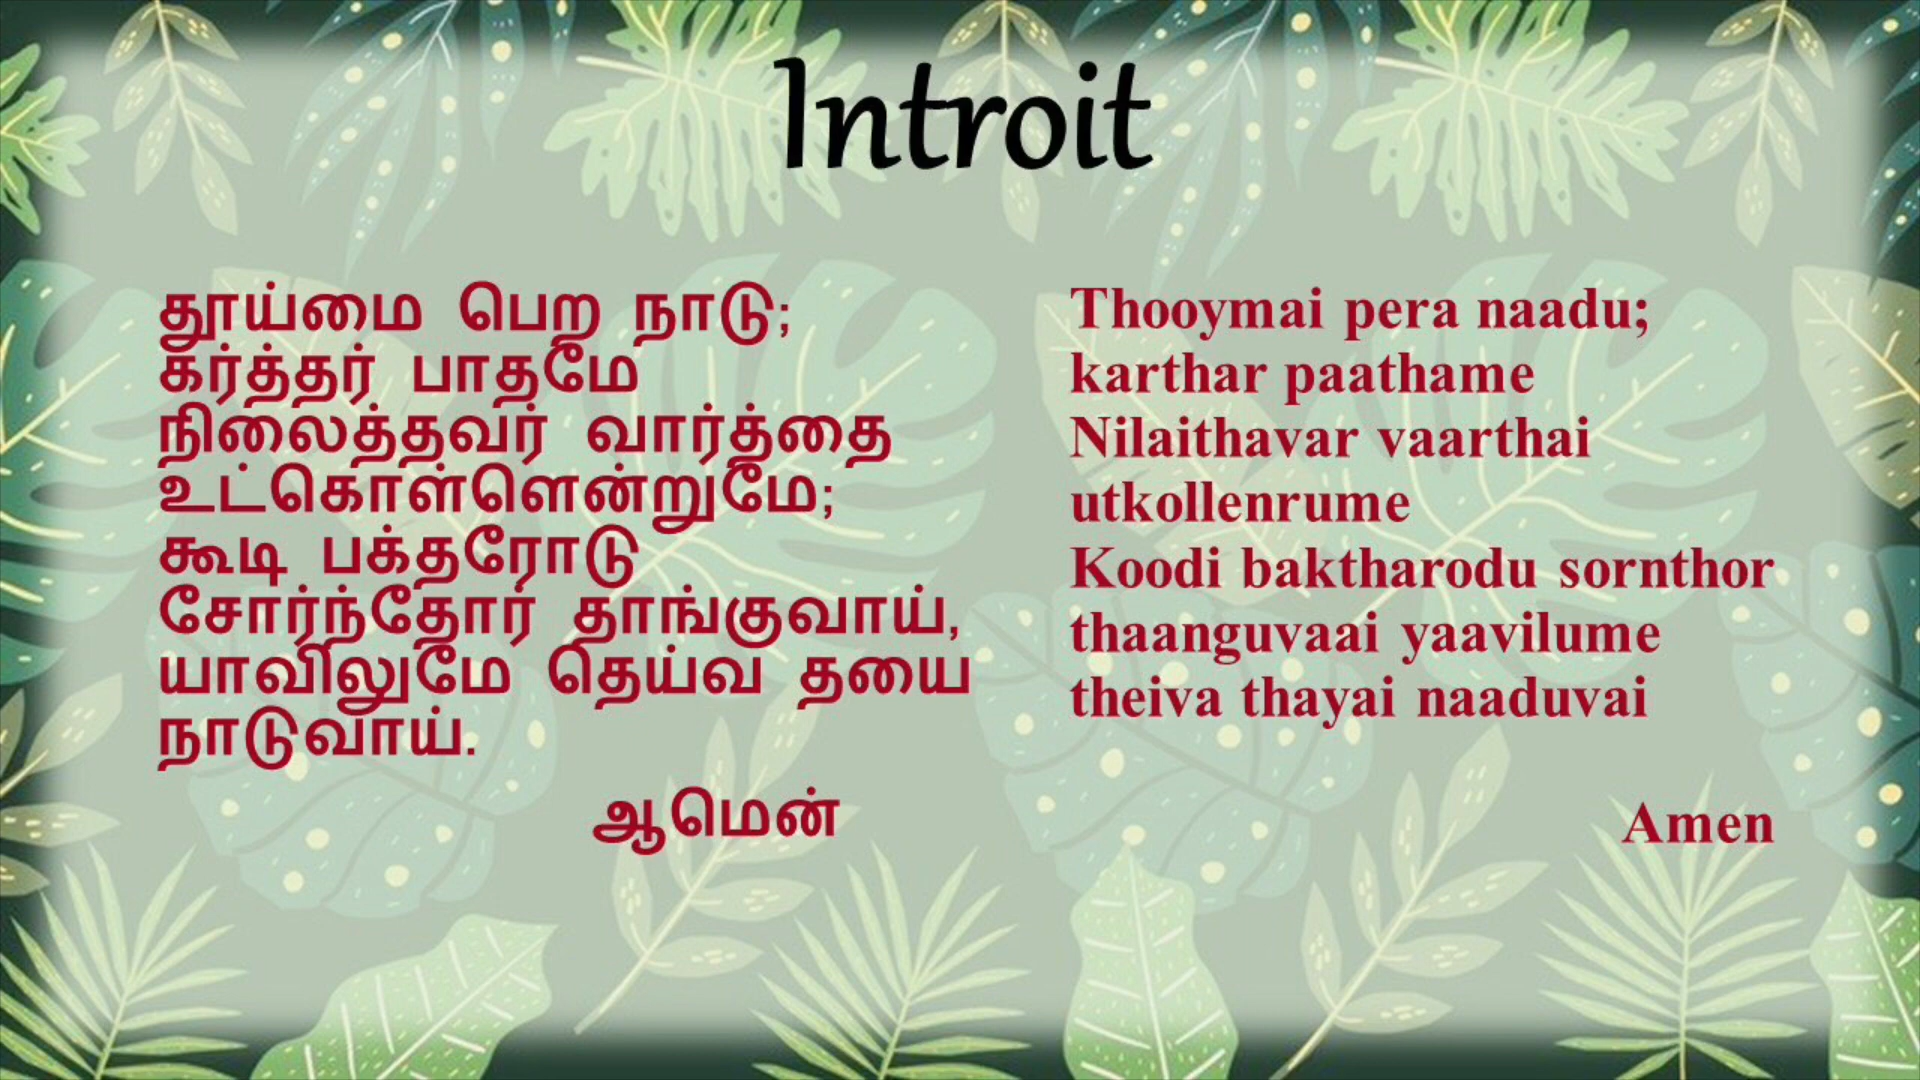 Introit
தூய்மை பெற நாடு;
கர்த்தர் பாதமே
நிலைத்தவர் வார்த்தை
உட்கொள்ளென்றுமே;
கூடி பக்தரோடு
சோர்ந்தோர் தாங்குவாய்,
யாவிலுமே தெய்வ தயை
நாடுவாய்.
ஆமென்
Thooymai pera naadu;
karthar paathame
Nilaithavar vaarthai
utkollenrume
Koodi baktharodu sornthor
thaanguvaai yaavilume
theiva thayai naaduvai
Amen